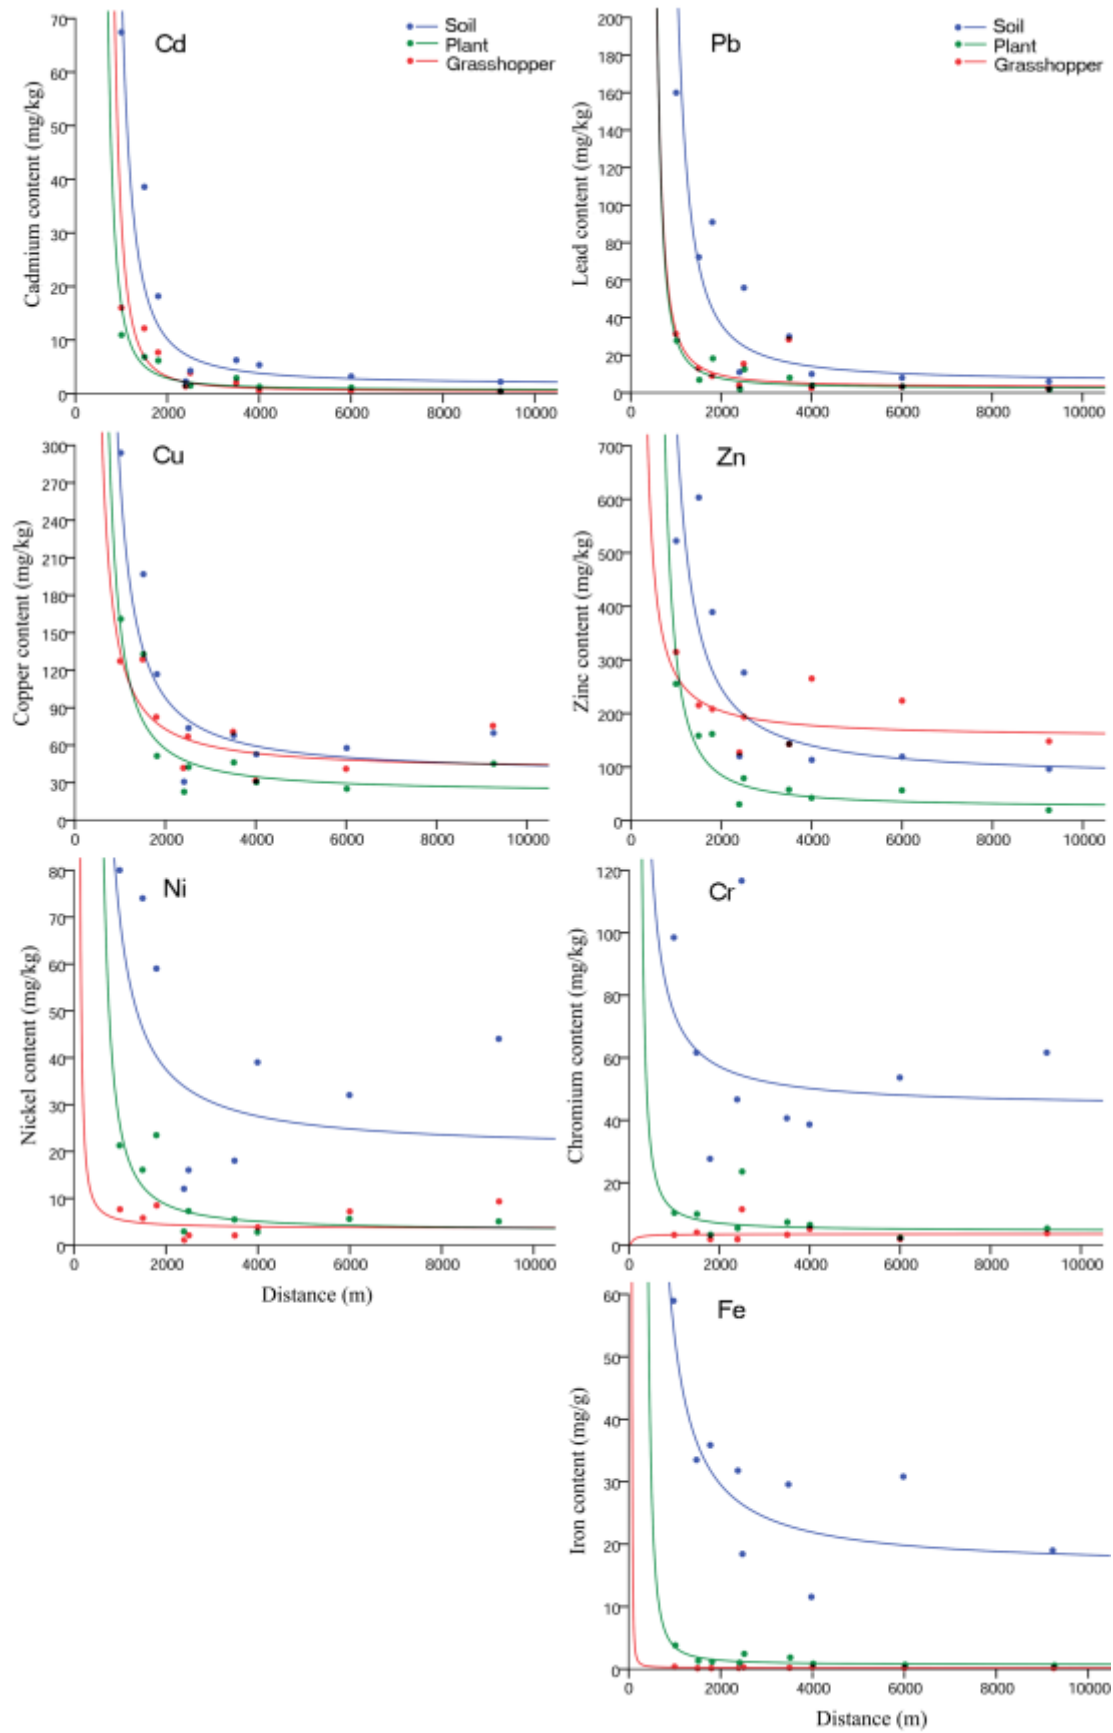 Cd
Soil
Plant
Grasshopper
Cadmium content (mg/kg)
70
60
50
40
30
20
10
0
0 2000 4000 6000 8000 10000
Pb
Soil
Plant
Grasshopper
Lead content (mg/kg)
200
180
160
140
120
100
80
60
40
20
0
0 2000 4000 6000 8000 10000
Cu
Copper content (mg/kg)
300
270
240
210
180
150
120
90
60
30
0
0 2000 4000 6000 8000 10000
Zn
Zinc content (mg/kg)
700
600
500
400
300
200
100
0
0 2000 4000 6000 8000 10000
Ni
Nickel content (mg/kg)
80
70
60
50
40
30
20
10
0
0 2000 4000 6000 8000 10000
Distance (m)
Cr
Chromium content (mg/kg)
120
100
80
60
40
20
0
0 2000 4000 6000 8000 10000
Fe
Iron content (mg/g)
60
50
40
30
20
10
0
0 2000 4000 6000 8000 10000
Distance (m)